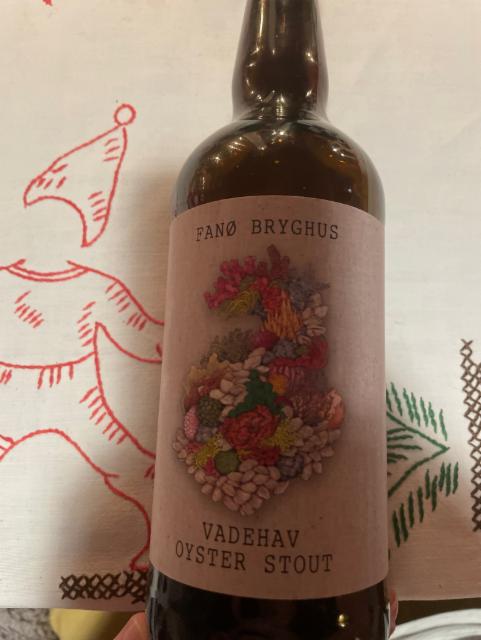 FANØ BRYGHUS
VADEHAV
OYSTER STOUT